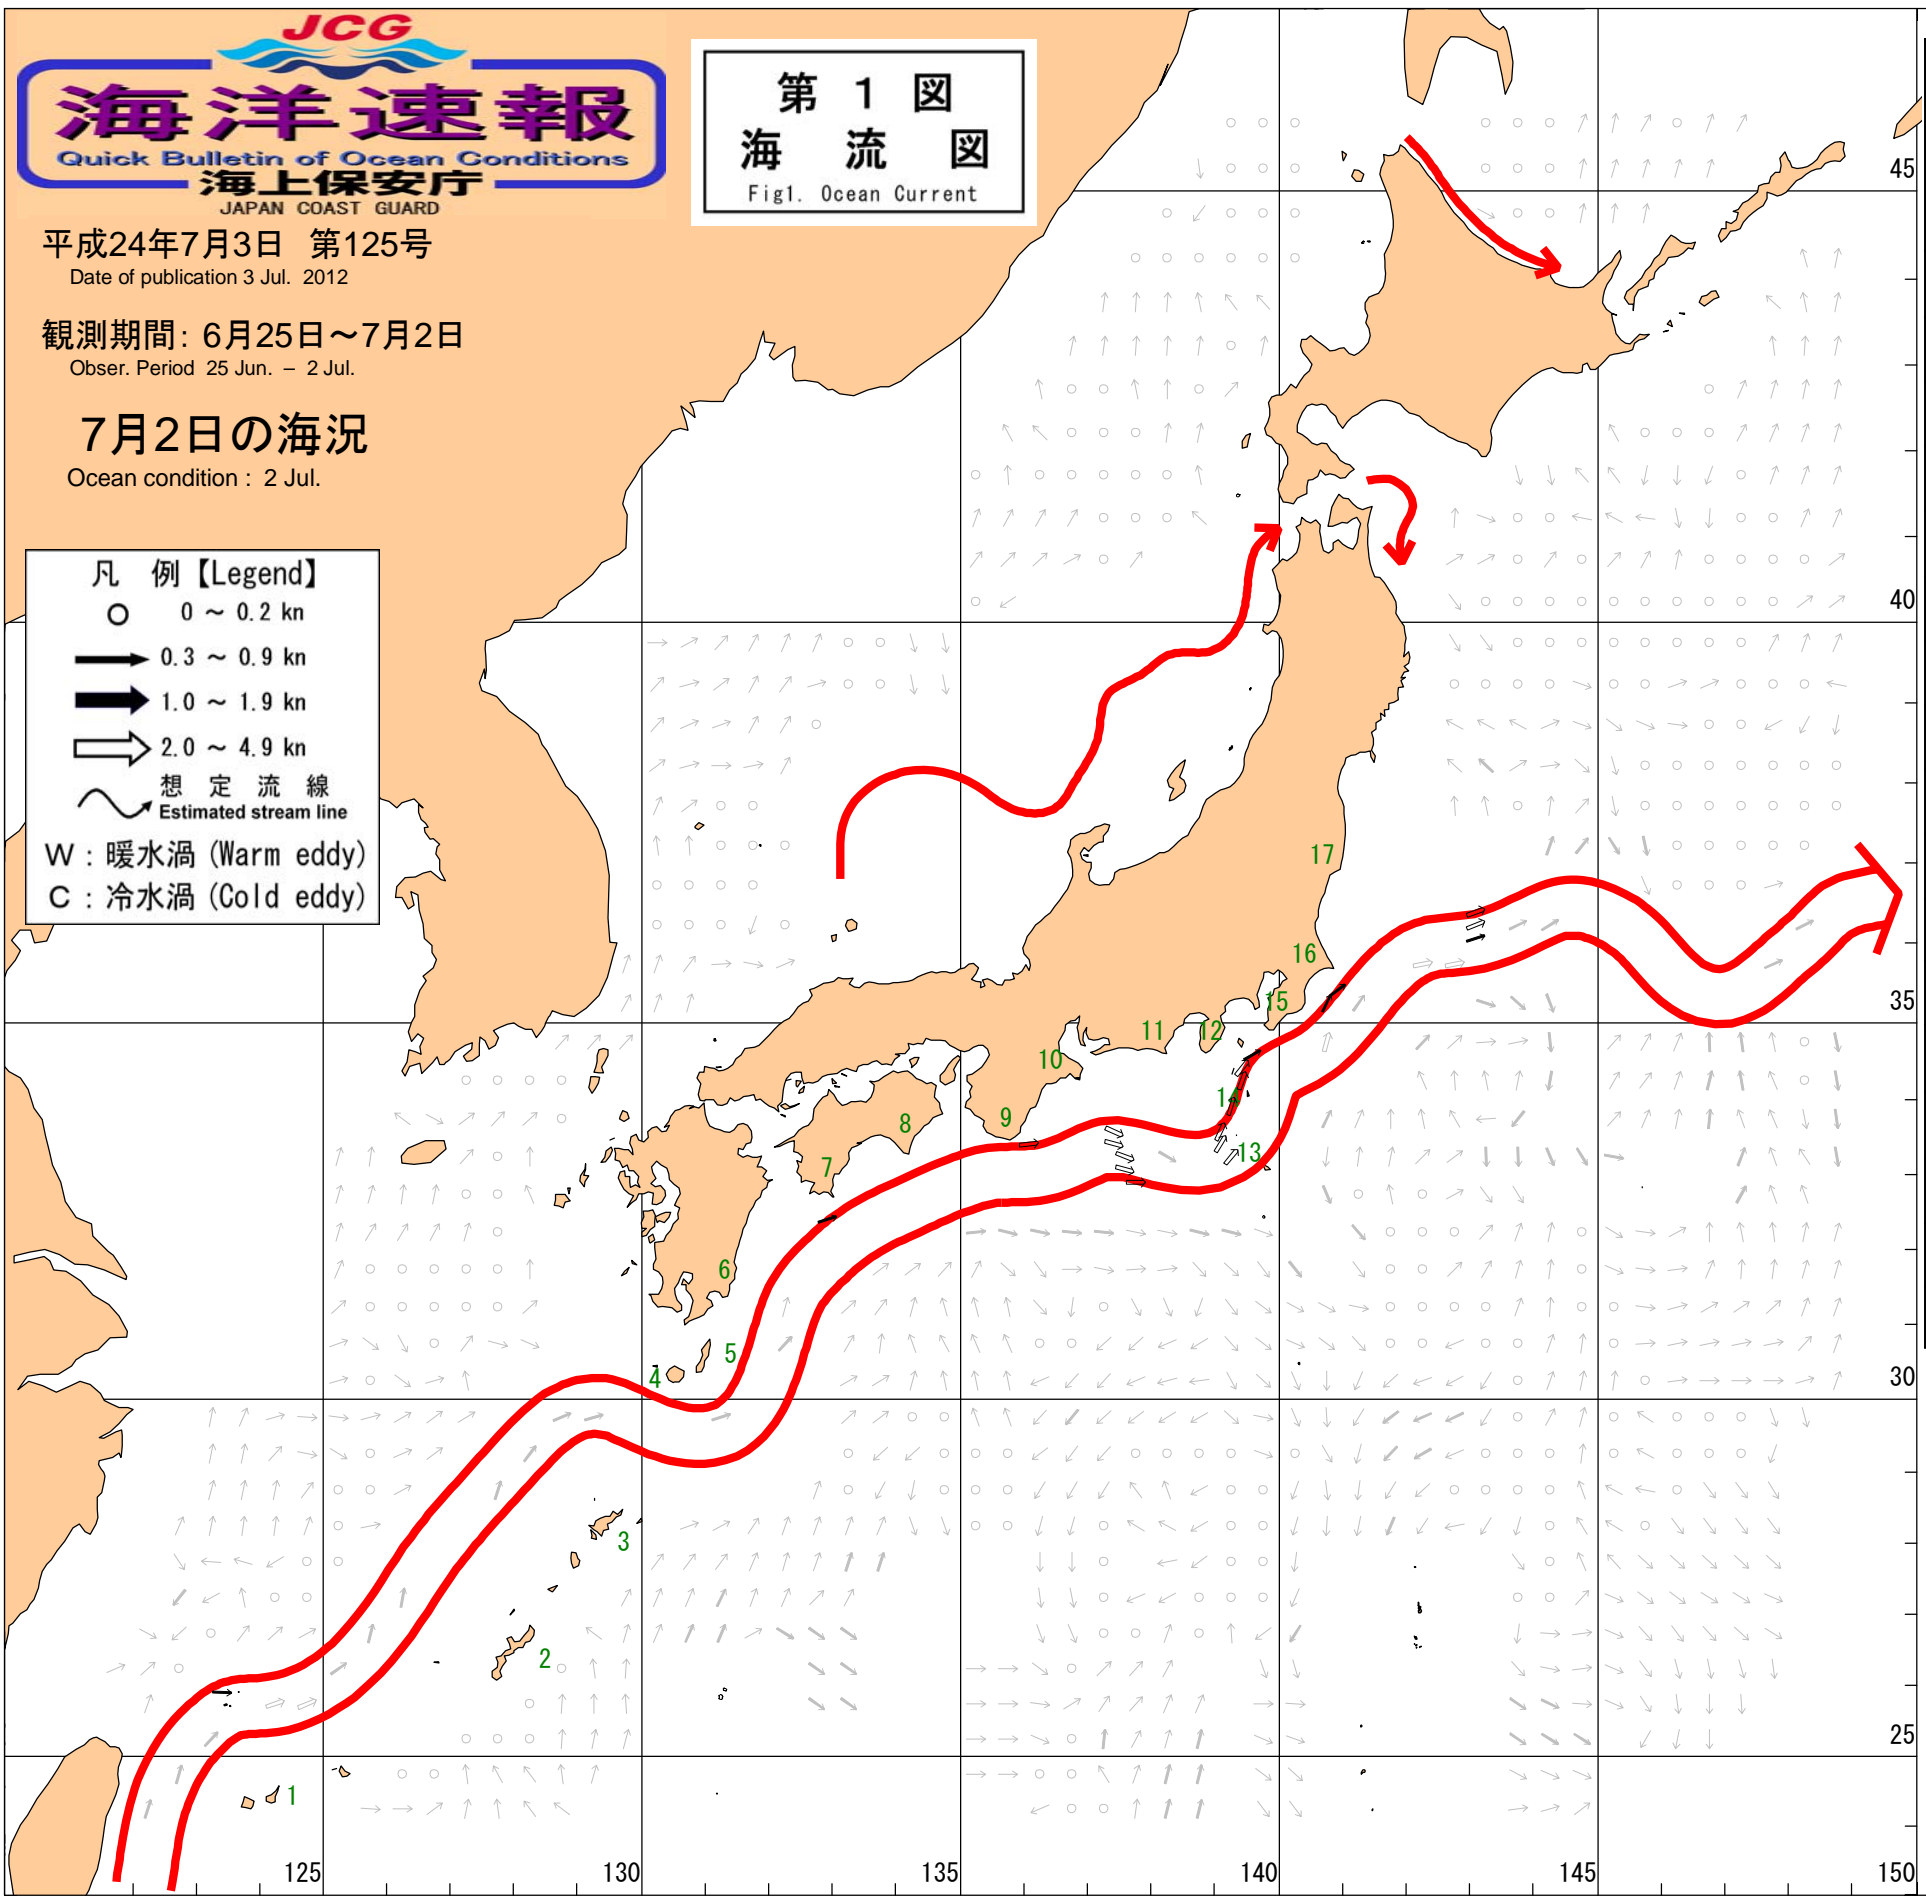 JCG
海洋速報
Quick Bulletin of Ocean Conditions
海上保安庁
JAPAN COAST GUARD
第 1 図
海 流 図
Fig1. Ocean Current
平成24年7月3日 第125号
Date of publication 3 Jul. 2012
観測期間: 6月25日～7月2日
Obser. Period 25 Jun. – 2 Jul.
7月2日の海況
Ocean condition : 2 Jul.
凡 例【Legend】
0 ～ 0.2 kn
0.3 ～ 0.9 kn
1.0 ～ 1.9 kn
2.0 ～ 4.9 kn
想 定 流 線
Estimated stream line
W : 暖水渦 (Warm eddy)
C : 冷水渦 (Cold eddy)
45
40
17
16
35
15
12
11
10
14
9
8
13
7
6
5
4
30
3
2
25
1
125
130
135
140
145
150